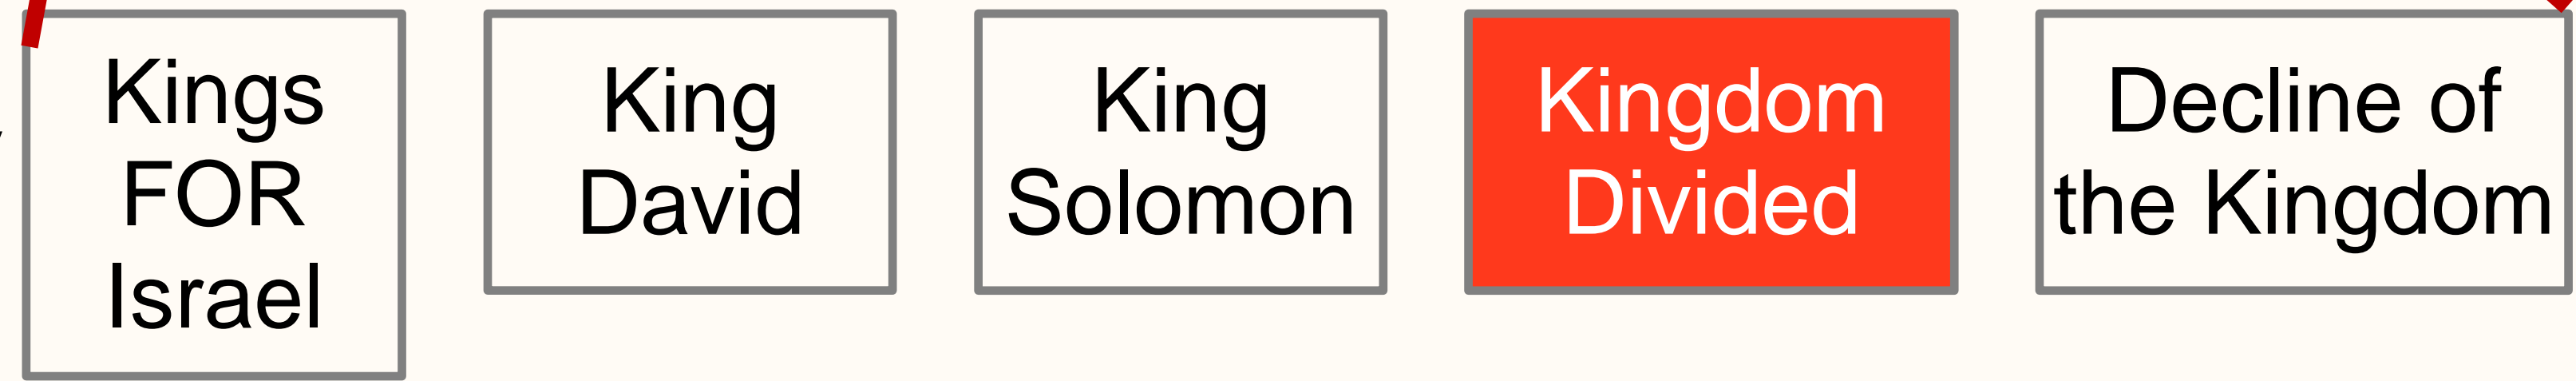 Kings
FOR
Israel
King
David
King
Solomon
Kingdom
Divided
Decline of
the Kingdom